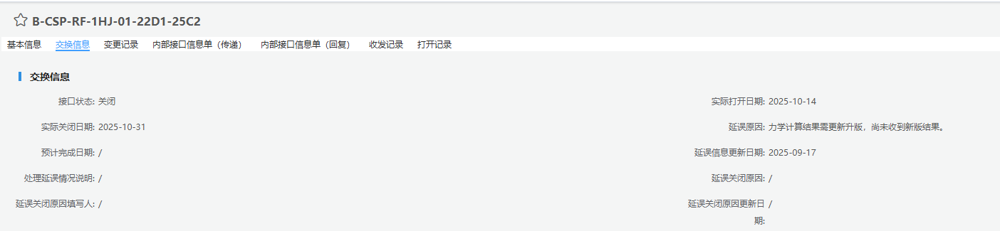 B-CSP-RF-1HJ-01-22D1-25C2
基本信息 交换信息 变更记录 内部接口信息单（传递） 内部接口信息单（回复） 收发记录 打开记录
交换信息
接口状态: 关闭 实际打开日期: 2025-10-14
实际关闭日期: 2025-10-31 延误原因: 力学计算结果需更新升版，尚未收到新版结果。
预计完成日期: / 延误信息更新日期: 2025-09-17
处理延误情况说明: / 延误关闭原因: /
延误关闭原因填写人: / 延误关闭原因更新日 /
期: